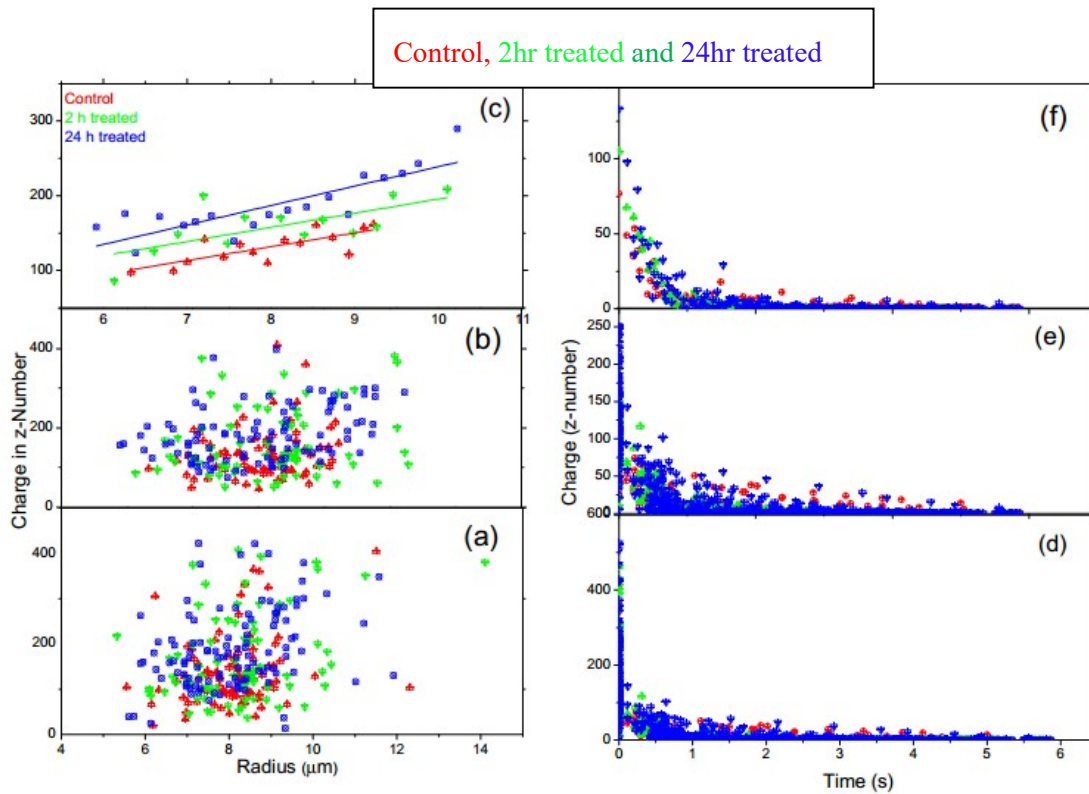 Control, 2hr treated and 24hr treated
Control
2 h treated
24 h treated
(c)
300
200
100
6 7 8 9 10 11
(b)
400
200
0
(a)
400
200
0
4 6 8 10 12 14
Radius (μm)
Charge in z-Number
(f)
100
50
0
(e)
250
200
150
100
50
0
(d)
600
400
200
0
0 1 2 3 4 5 6
Time (s)
Charge (z-number)